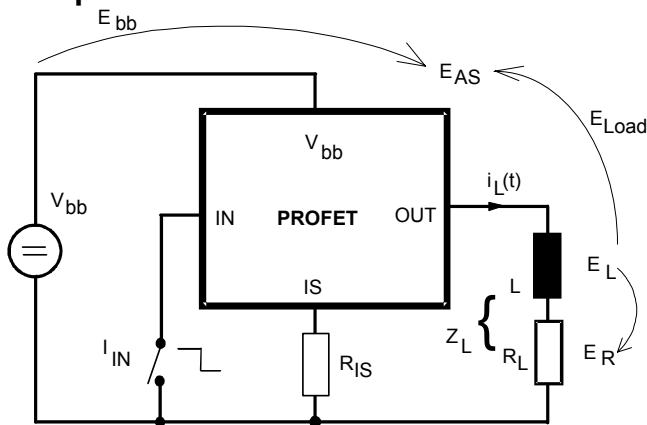 E bb
E AS
E Load
V bb
V bb
i L (t)
IN PROFET OUT
IS
L
E L
Z L {
R L
E R
I IN
R IS